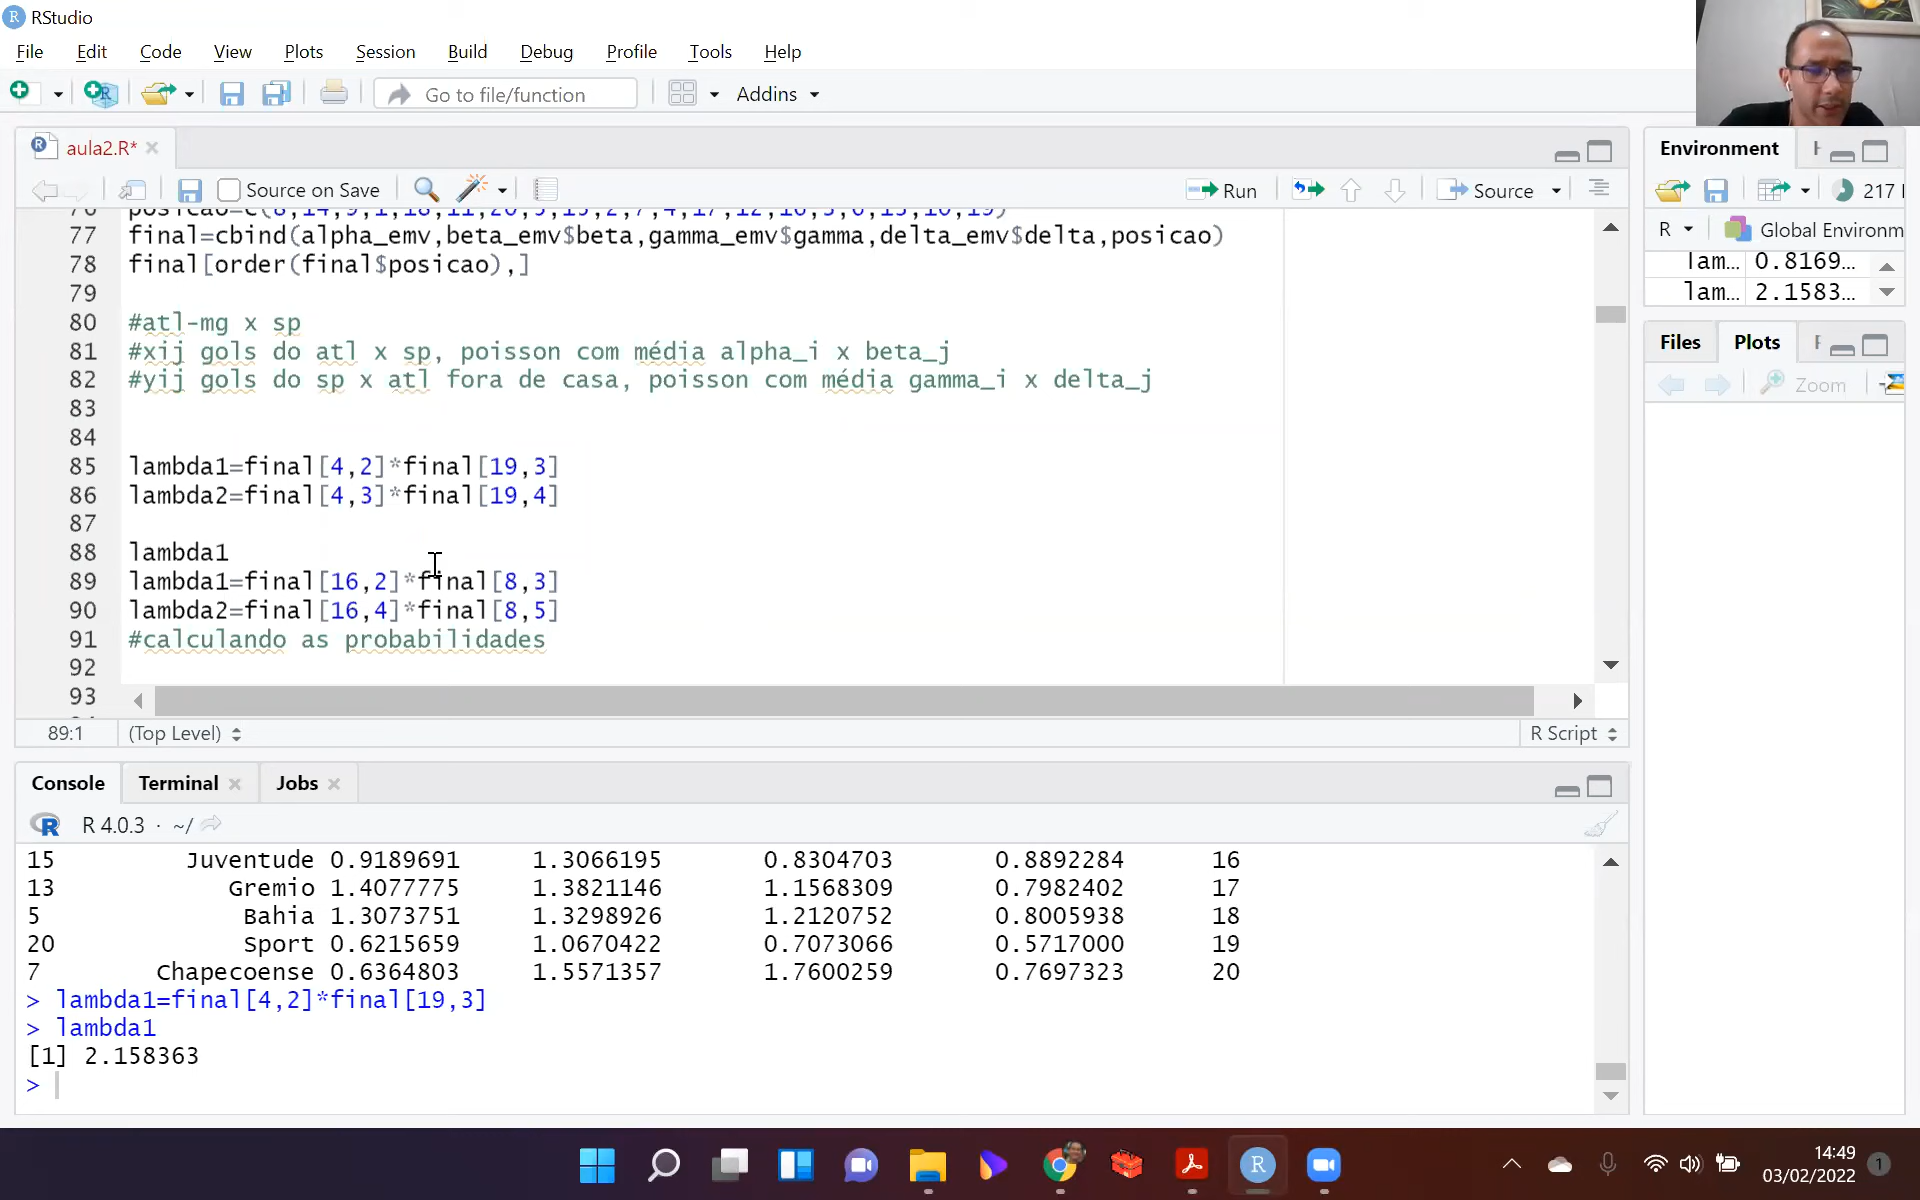 RStudio
File Edit Code View Plots Session Build Debug Profile Tools Help
Go to file/function Addins
aula2.R*
Source on Save Run Source
77 final=cbind(alpha_emv,beta_emv$beta,gamma_emv$gamma,delta_emv$delta,posicao)
78 final[order(final$posicao),]
79
80 #atl-mg x sp
81 #xij gols do atl x sp, poisson com média alpha_i x beta_j
82 #yij gols do sp x atl fora de casa, poisson com média gamma_i x delta_j
83
84
85 lambda1=final[4,2]*final[19,3]
86 lambda2=final[4,3]*final[19,4]
87
88 lambda1
89 lambda1=final[16,2]*final[8,3]
90 lambda2=final[16,4]*final[8,5]
91 #calculando as probabilidades
92
93
89:1 (Top Level) R Script
Console Terminal Jobs
R 4.0.3 · ~/
15 Juventude 0.9189691 1.3066195 0.8304703 0.8892284 16
13 Gremio 1.4077775 1.3821146 1.1568309 0.7982402 17
5 Bahia 1.3073751 1.3298926 1.2120752 0.8005938 18
20 Sport 0.6215659 1.0670422 0.7073066 0.5717000 19
7 Chapecoense 0.6364803 1.5571357 1.7600259 0.7697323 20
> lambda1=final[4,2]*final[19,3]
> lambda1
[1] 2.158363
>
Environment
217
R Global Environm
lam... 0.8169...
lam... 2.1583...
Files Plots
Zoom
14:49
03/02/2022
1